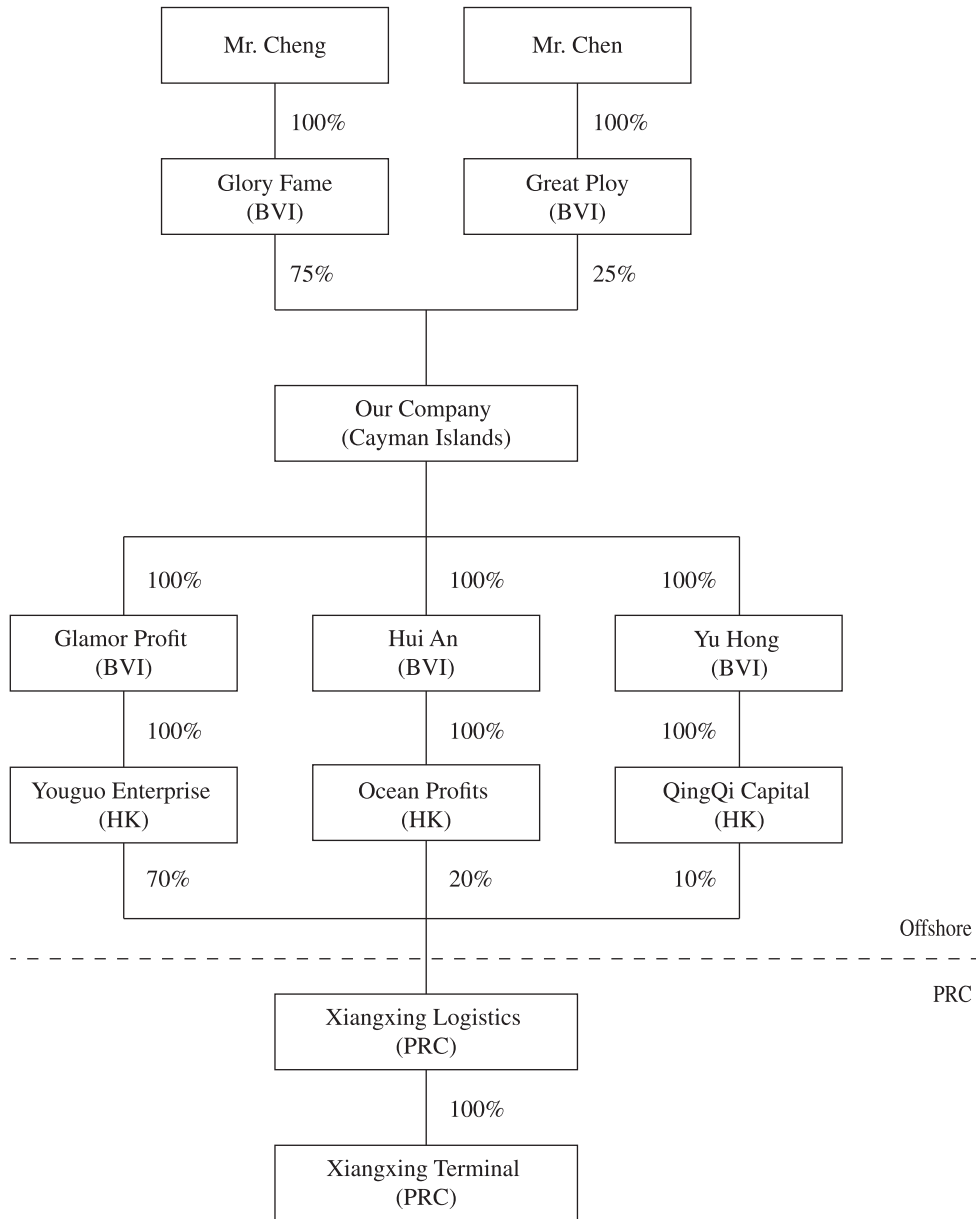 Mr. Cheng
Mr. Chen
100%
100%
Glory Fame
(BVI)
Great Ploy
(BVI)
75%
25%
Our Company
(Cayman Islands)
100%
100%
100%
Glamor Profit
(BVI)
Hui An
(BVI)
Yu Hong
(BVI)
100%
100%
100%
Youguo Enterprise
(HK)
Ocean Profits
(HK)
QingQi Capital
(HK)
70%
20%
10%
Offshore
PRC
Xiangxing Logistics
(PRC)
100%
Xiangxing Terminal
(PRC)